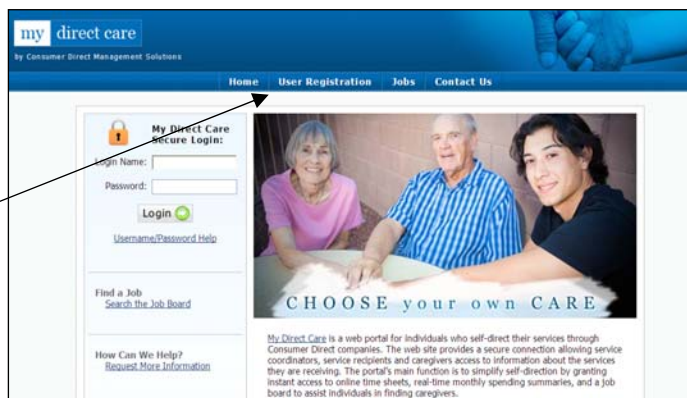 my direct care
by Consumer Direct Management Solutions
Home User Registration Jobs Contact Us
My Direct Care
Secure Login:
Login Name:
Password:
Login
Username/Password Help
Find a Job
Search the Job Board
How Can We Help?
Request More Information
CHOOSE your own CARE
My Direct Care is a web portal for individuals who self-direct their services through
Consumer Direct companies. The web site provides a secure connection allowing service
coordinators, service recipients and caregivers access to information about the services
they are receiving. The portal's main function is to simplify self-direction by granting
instant access to online time sheets, real-time monthly spending summaries, and a job
board to assist individuals in finding caregivers.